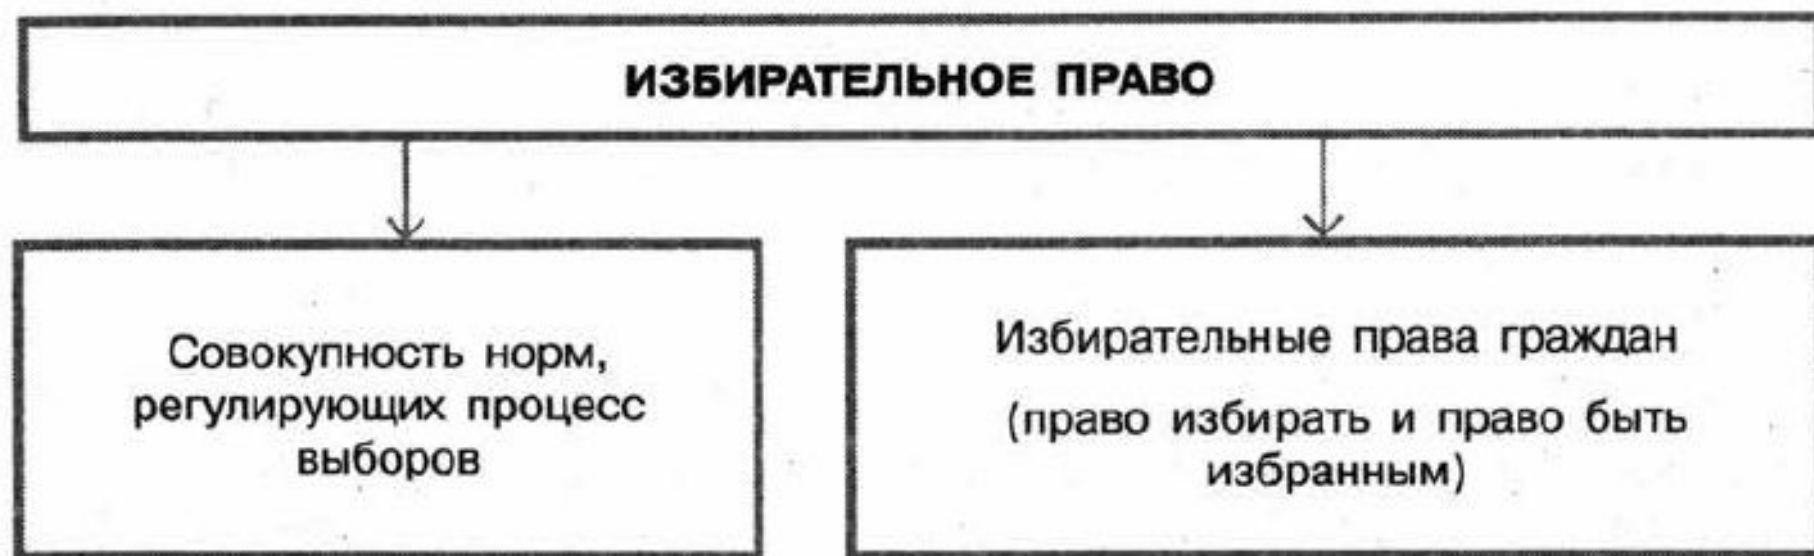 ИЗБИРАТЕЛЬНОЕ ПРАВО
Совокупность норм,
регулирующих процесс
выборов
Избирательные права граждан
(право избирать и право быть
избранным)